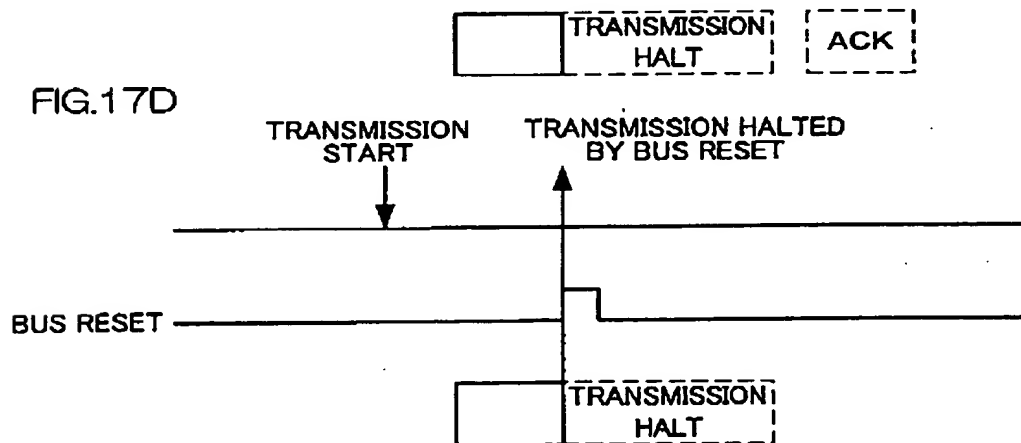 TRANSMISSION
HALT
ACK
FIG.17D
TRANSMISSION
START
TRANSMISSION HALTED
BY BUS RESET
BUS RESET
TRANSMISSION
HALT